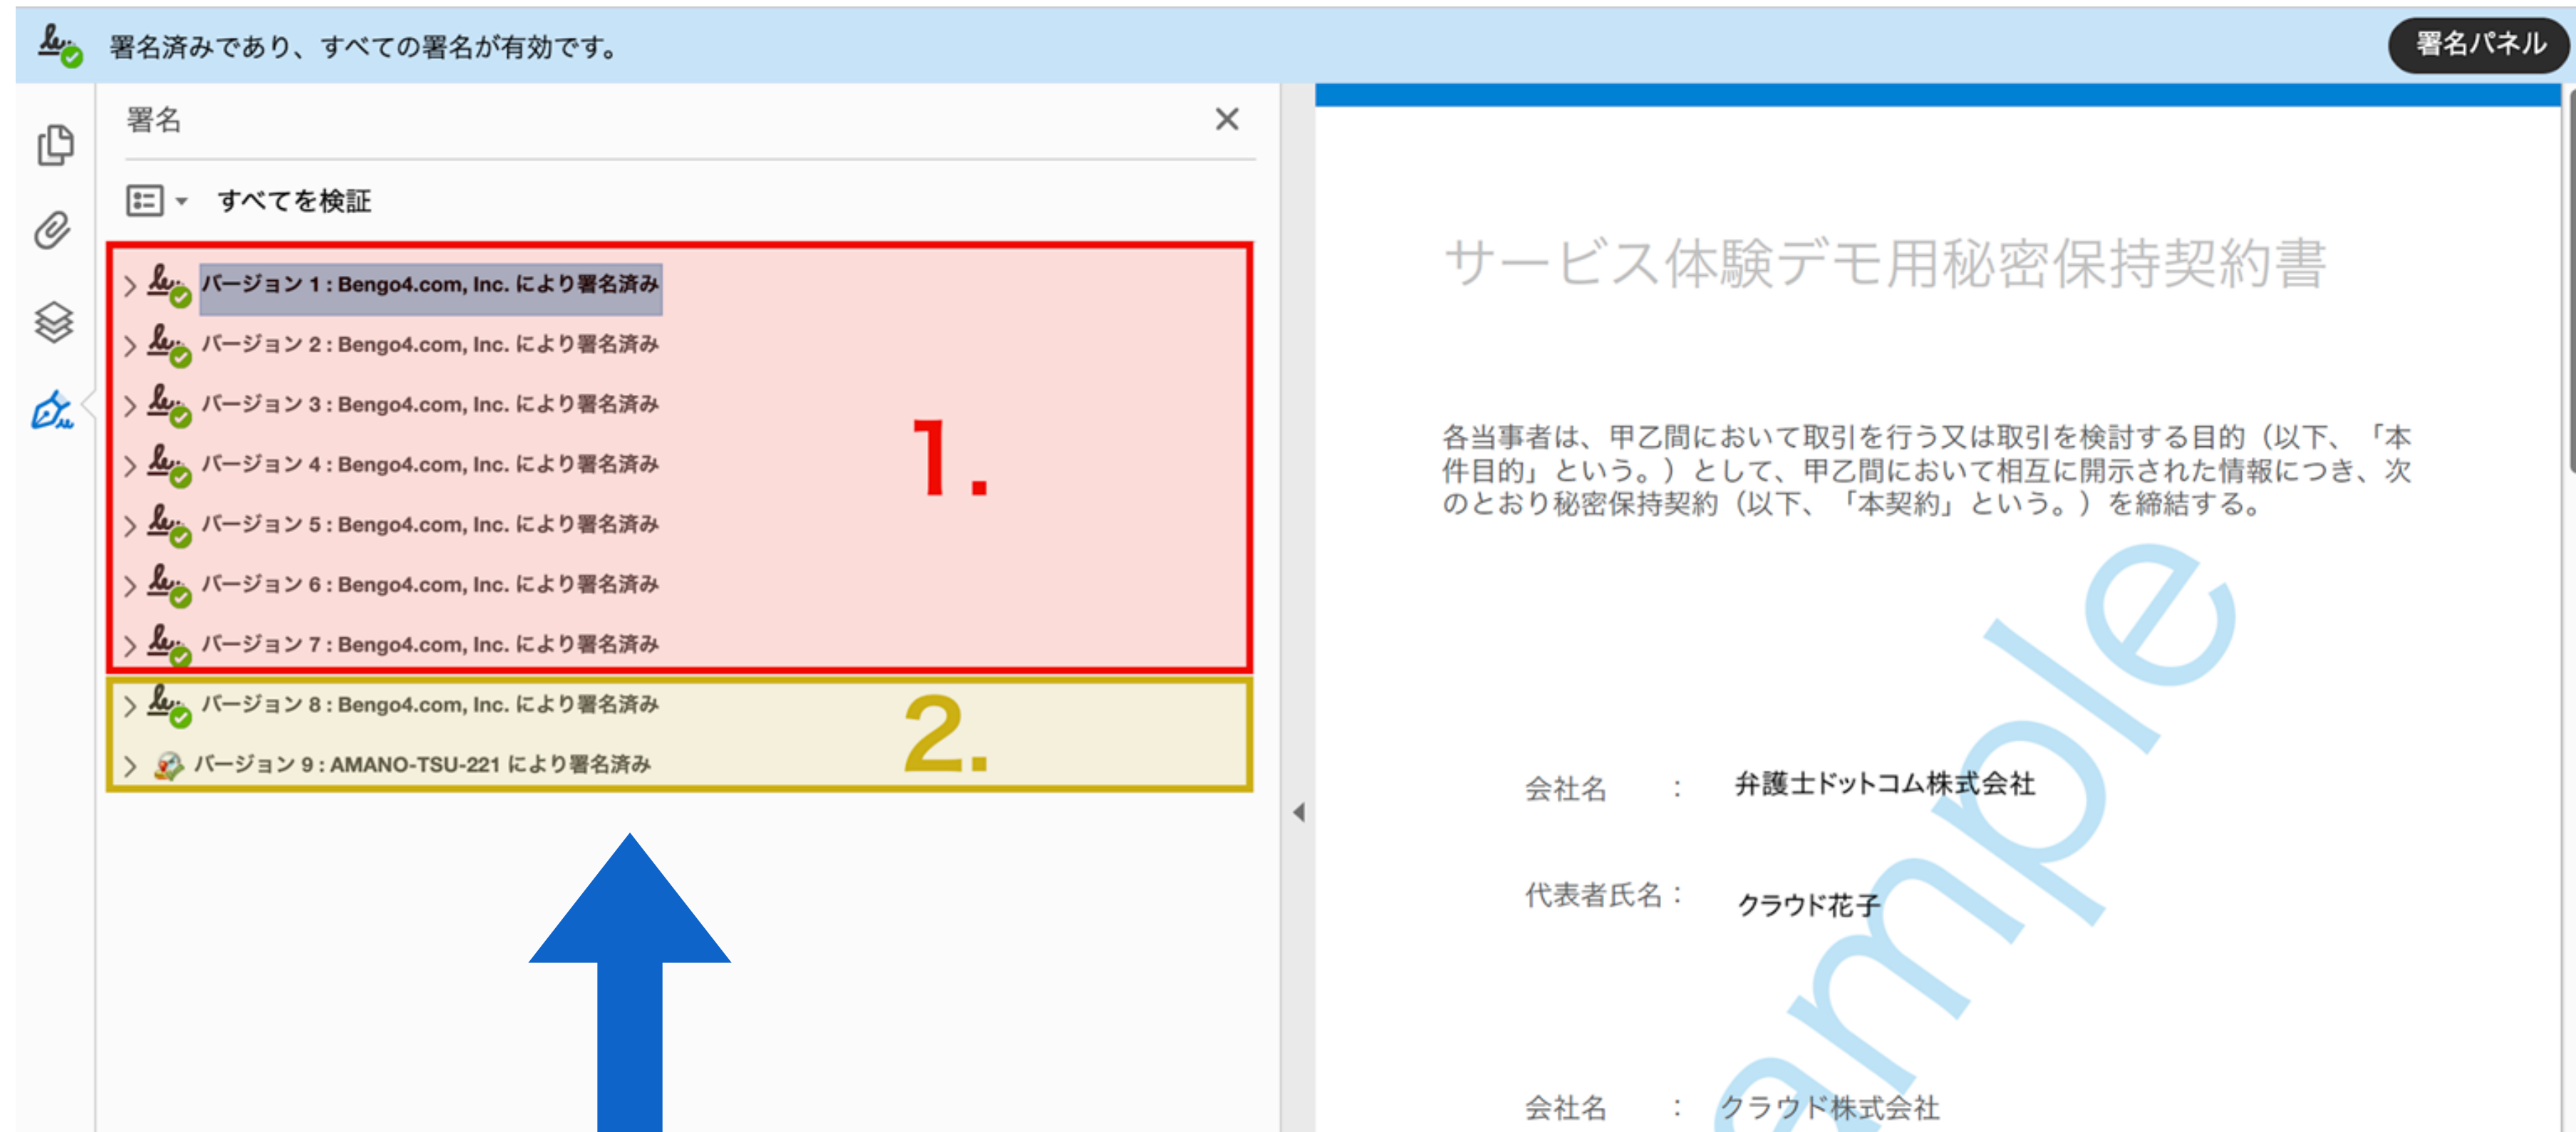 署名済みであり、すべての署名が有効です。
署名パネル
署名
すべてを検証
バージョン 1 : Bengo4.com, Inc. により署名済み
バージョン 2 : Bengo4.com, Inc. により署名済み
バージョン 3 : Bengo4.com, Inc. により署名済み
バージョン 4 : Bengo4.com, Inc. により署名済み
バージョン 5 : Bengo4.com, Inc. により署名済み
バージョン 6 : Bengo4.com, Inc. により署名済み
バージョン 7 : Bengo4.com, Inc. により署名済み
1.
バージョン 8 : Bengo4.com, Inc. により署名済み
バージョン 9 : AMANO-TSU-221 により署名済み
2.
サービス体験デモ用秘密保持契約書
各当事者は、甲乙間において取引を行う又は取引を検討する目的（以下、「本
件目的」という。）として、甲乙間において相互に開示された情報につき、次
のとおり秘密保持契約（以下、「本契約」という。）を締結する。
会社名 : 弁護士ドットコム株式会社
代表者氏名 : クラウド花子
会社名 : クラウド株式会社
ample